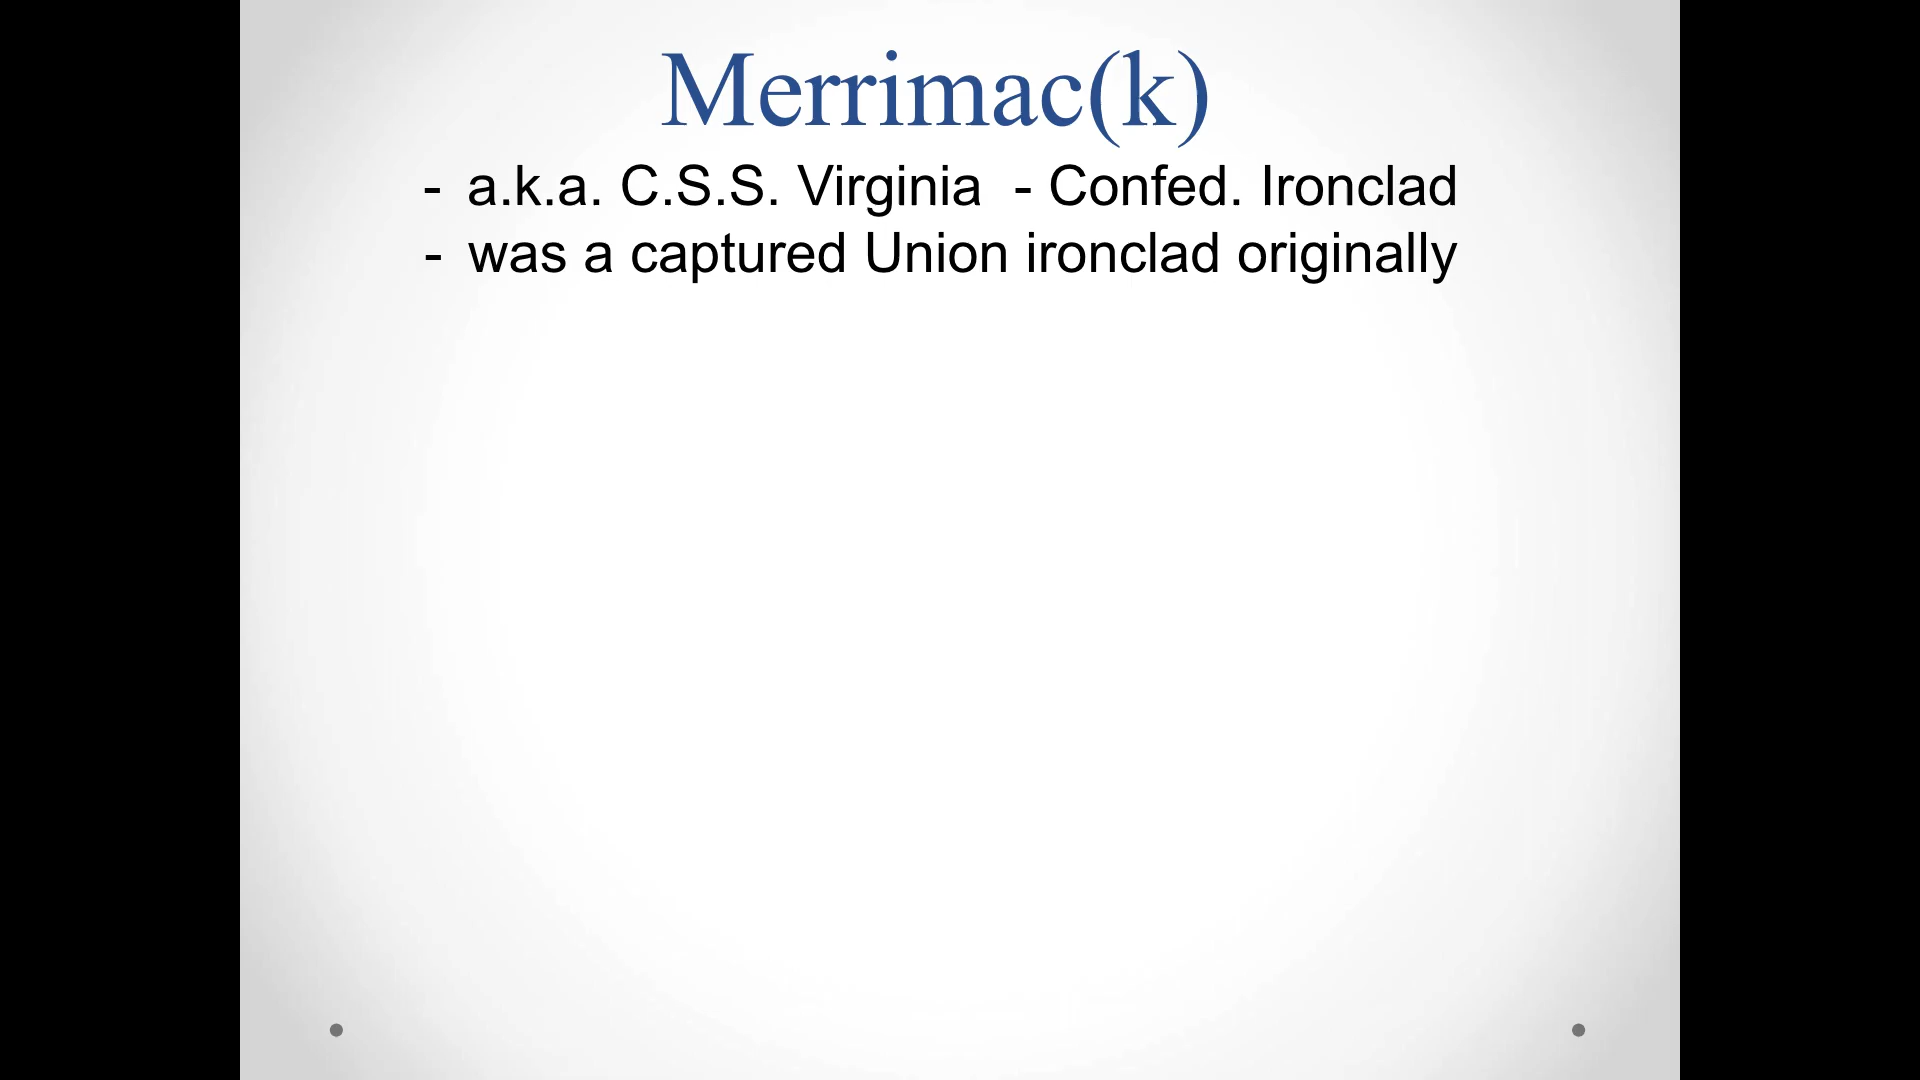 Merrimac(k)
- a.k.a. C.S.S. Virginia - Confed. Ironclad
- was a captured Union ironclad originally